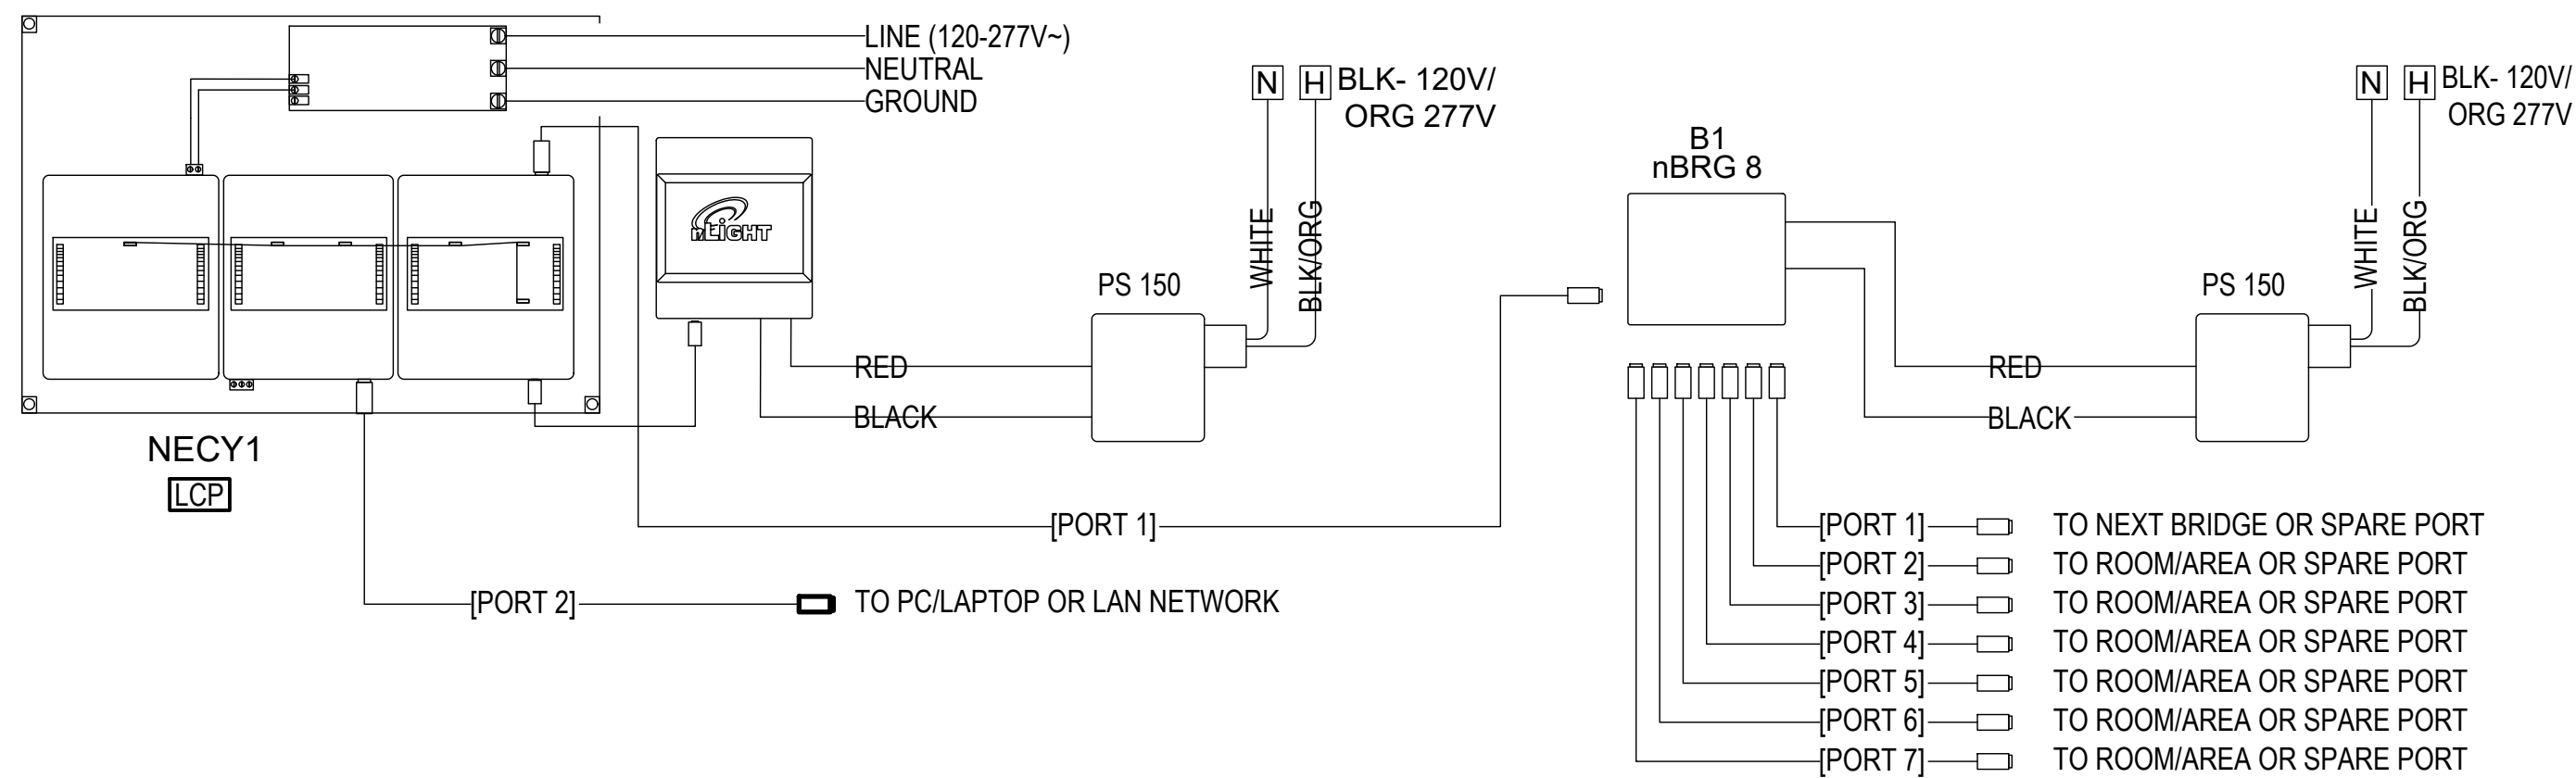 LINE (120-277V~)
NEUTRAL
GROUND
N H BLK- 120V/
ORG 277V
WHITE
BLK/ORG
nLIGHT
PS 150
RED
BLACK
NECY1
LCP
[PORT 1]
[PORT 2] TO PC/LAPTOP OR LAN NETWORK
B1
nBRG 8
N H BLK- 120V/
ORG 277V
WHITE
BLK/ORG
PS 150
RED
BLACK
[PORT 1] TO NEXT BRIDGE OR SPARE PORT
[PORT 2] TO ROOM/AREA OR SPARE PORT
[PORT 3] TO ROOM/AREA OR SPARE PORT
[PORT 4] TO ROOM/AREA OR SPARE PORT
[PORT 5] TO ROOM/AREA OR SPARE PORT
[PORT 6] TO ROOM/AREA OR SPARE PORT
[PORT 7] TO ROOM/AREA OR SPARE PORT